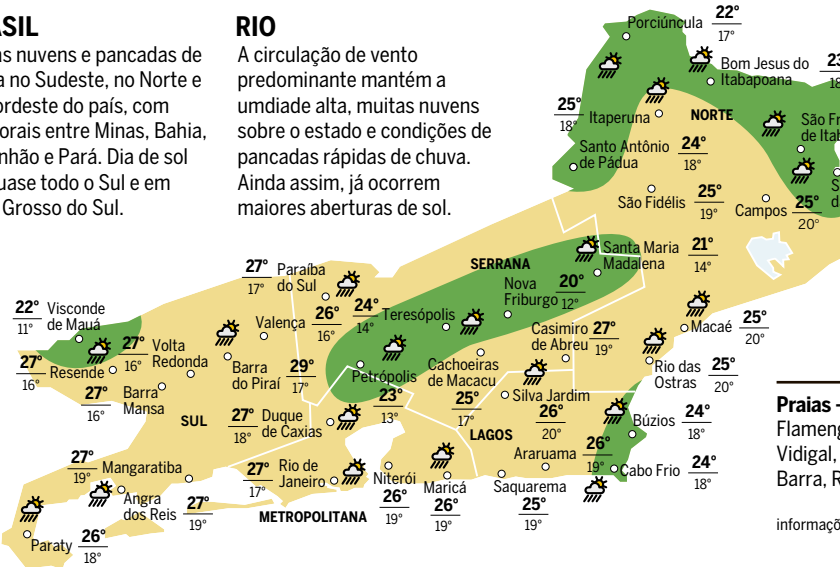 RIO
A circulação de vento
predominante mantém a
umdiade alta, muitas nuvens
sobre o estado e condições de
pancadas rápidas de chuva.
Ainda assim, já ocorrem
maiores aberturas de sol.
nuvens e pancadas de
no Sudeste, no Norte e
do país, com
entre Minas, Bahia,
e Pará. Dia de sol
todo o Sul e em
Grosso do Sul.
Porciúncula 22° 17°
Bom Jesus do
Itabapoana
NORTE
25° 18° Itaperuna
Santo Antônio
de Pádua 24° 18°
São Fidélis 25° 19°
Campos 25° 20°
São
de
SERRANA
Santa Maria
Madalena 21° 14°
Nova
Friburgo 20° 12°
27° 17° Paraíba
do Sul
Valença 26° 16°
24° 14° Teresópolis
Casimiro
de Abreu 27° 19°
Macaé 25° 20°
22° 11° Visconde
de Mauá
27° 16° Volta
Redonda
27° 16° Resende
Barra
do Piraí 29° 17°
Petrópolis 23° 13°
Cachoeiras
de Macacu 25° 17°
Rio das
Ostras 25° 20°
27° 16° Barra
Mansa
SUL
27° 18° Duque
de Caxias
Silva Jardim 26° 20°
LAGOS
Búzios 24° 18°
Araruama 26° 19°
Cabo Frio 24° 18°
27° 19° Mangaratiba
27° 17° Rio de
Janeiro
Niterói 26° 19°
Maricá 26° 19°
Saquarema 25° 19°
Angra
dos Reis 27° 19°
METROPOLITANA
Paraty 26° 18°
Praias
Vidigal,
Barra,